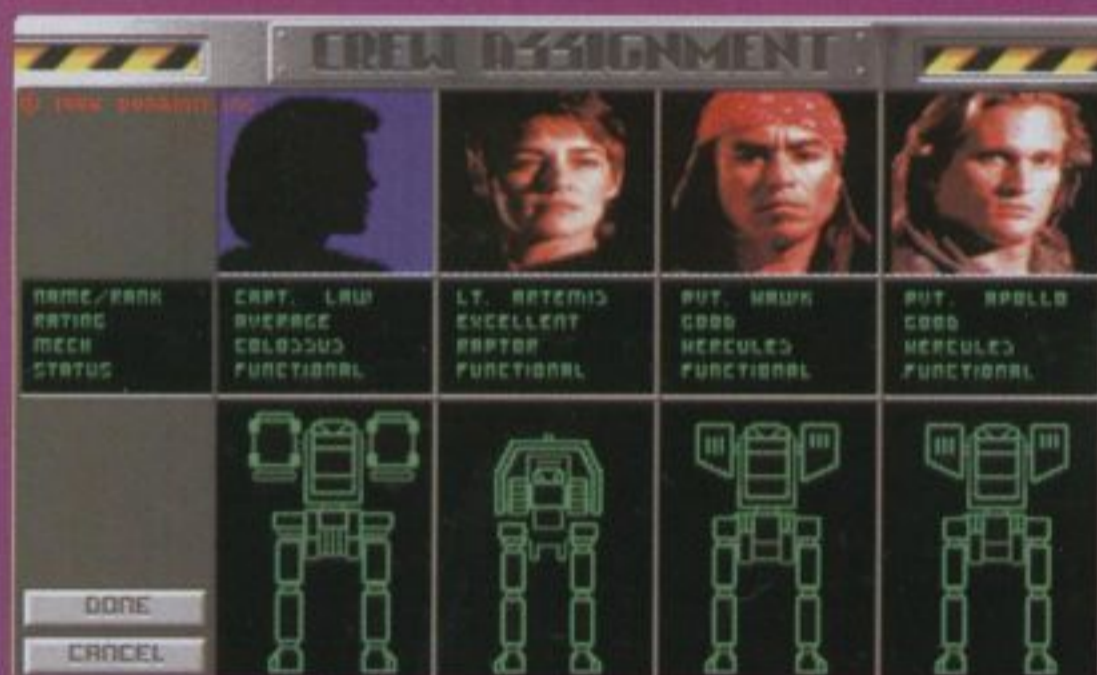 CREW ASSIGNMENT
NAME/RANK CAPT. LT. ARTEMIS PVT. HAWK PVT. APOLLO
RATING AVERAGE EXCELLENT GOOD GOOD
MECH COLOSSUS RAPTOR HERCULES HERCULES
STATUS FUNCTIONAL FUNCTIONAL FUNCTIONAL FUNCTIONAL
DONE
CANCEL